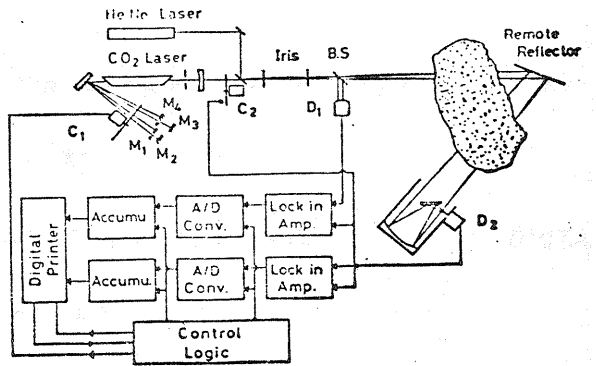 He Ne Laser
CO2 Laser
Iris
B.S
Remote
Reflector
M4
M3
C1
M1
M2
C2
D1
D2
Digital
Printer
Accumu.
A/D
Conv.
Lock in
Amp.
Accumu.
A/D
Conv.
Lock in
Amp.
Control
Logic